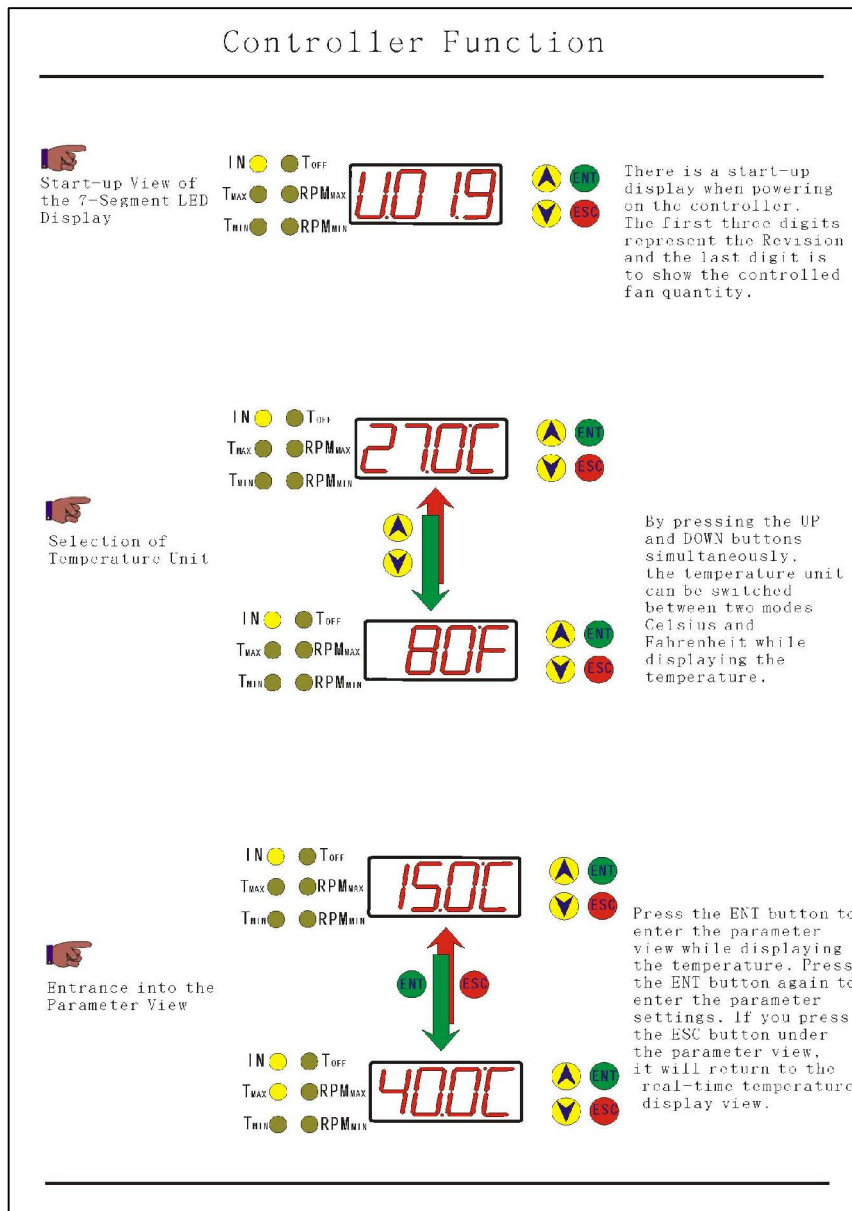 Controller Function
Start-up View of
the 7-Segment LED
Display
IN TOFF
TMAX RPMMAX
TMIN RPMMIN
U.01.9
ENT
ESC
There is a start-up
display when powering
on the controller.
The first three digits
represent the Revision
and the last digit is
to show the controlled
fan quantity.
Selection of
Temperature Unit
IN TOFF
TMAX RPMMAX
TMIN RPMMIN
27.0°C
ENT
ESC
IN TOFF
TMAX RPMMAX
TMIN RPMMIN
80°F
ENT
ESC
By pressing the UP
and DOWN buttons
simultaneously,
the temperature unit
can be switched
between two modes
Celsius and
Fahrenheit while
displaying the
temperature.
Entrance into the
Parameter View
IN TOFF
TMAX RPMMAX
TMIN RPMMIN
15.0°C
ENT
ESC
ENT ESC
IN TOFF
TMAX RPMMAX
TMIN RPMMIN
40.0°C
ENT
ESC
Press the ENT button to
enter the parameter
view while displaying
the temperature. Press
the ENT button again to
enter the parameter
settings. If you press
the ESC button under
the parameter view,
it will return to the
real-time temperature
display view.